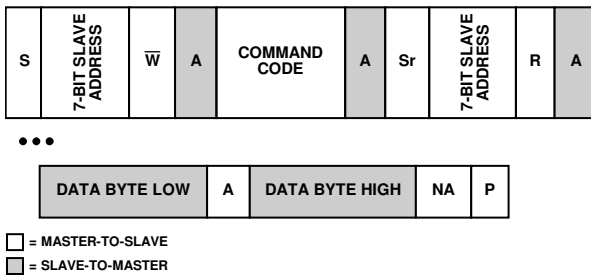 S 7-BIT SLAVE ADDRESS W̅ A COMMAND CODE A Sr 7-BIT SLAVE ADDRESS R A
•••
DATA BYTE LOW A DATA BYTE HIGH NA P
= MASTER-TO-SLAVE
= SLAVE-TO-MASTER